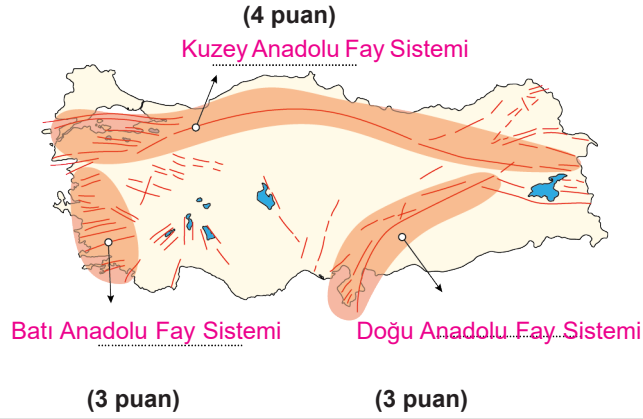 (4 puan)
Kuzey Anadolu Fay Sistemi
Batı Anadolu Fay Sistemi
Doğu Anadolu Fay Sistemi
(3 puan)
(3 puan)